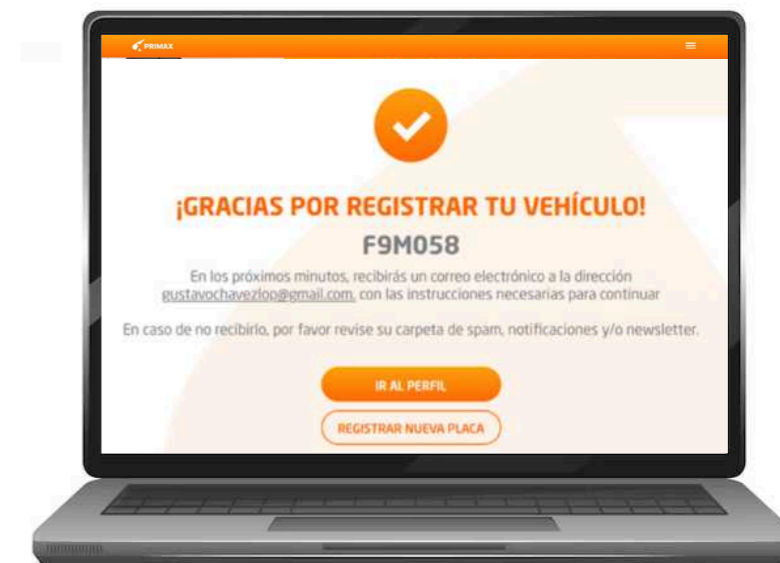 PRIMAX
¡GRACIAS POR REGISTRAR TU VEHÍCULO!
F9M058
En los próximos minutos, recibirás un correo electrónico a la dirección
gustavochavezlop@gmail.com, con las instrucciones necesarias para continuar
En caso de no recibirlo, por favor revise su carpeta de spam, notificaciones y/o newsletter.
IR AL PERFIL
REGISTRAR NUEVA PLACA